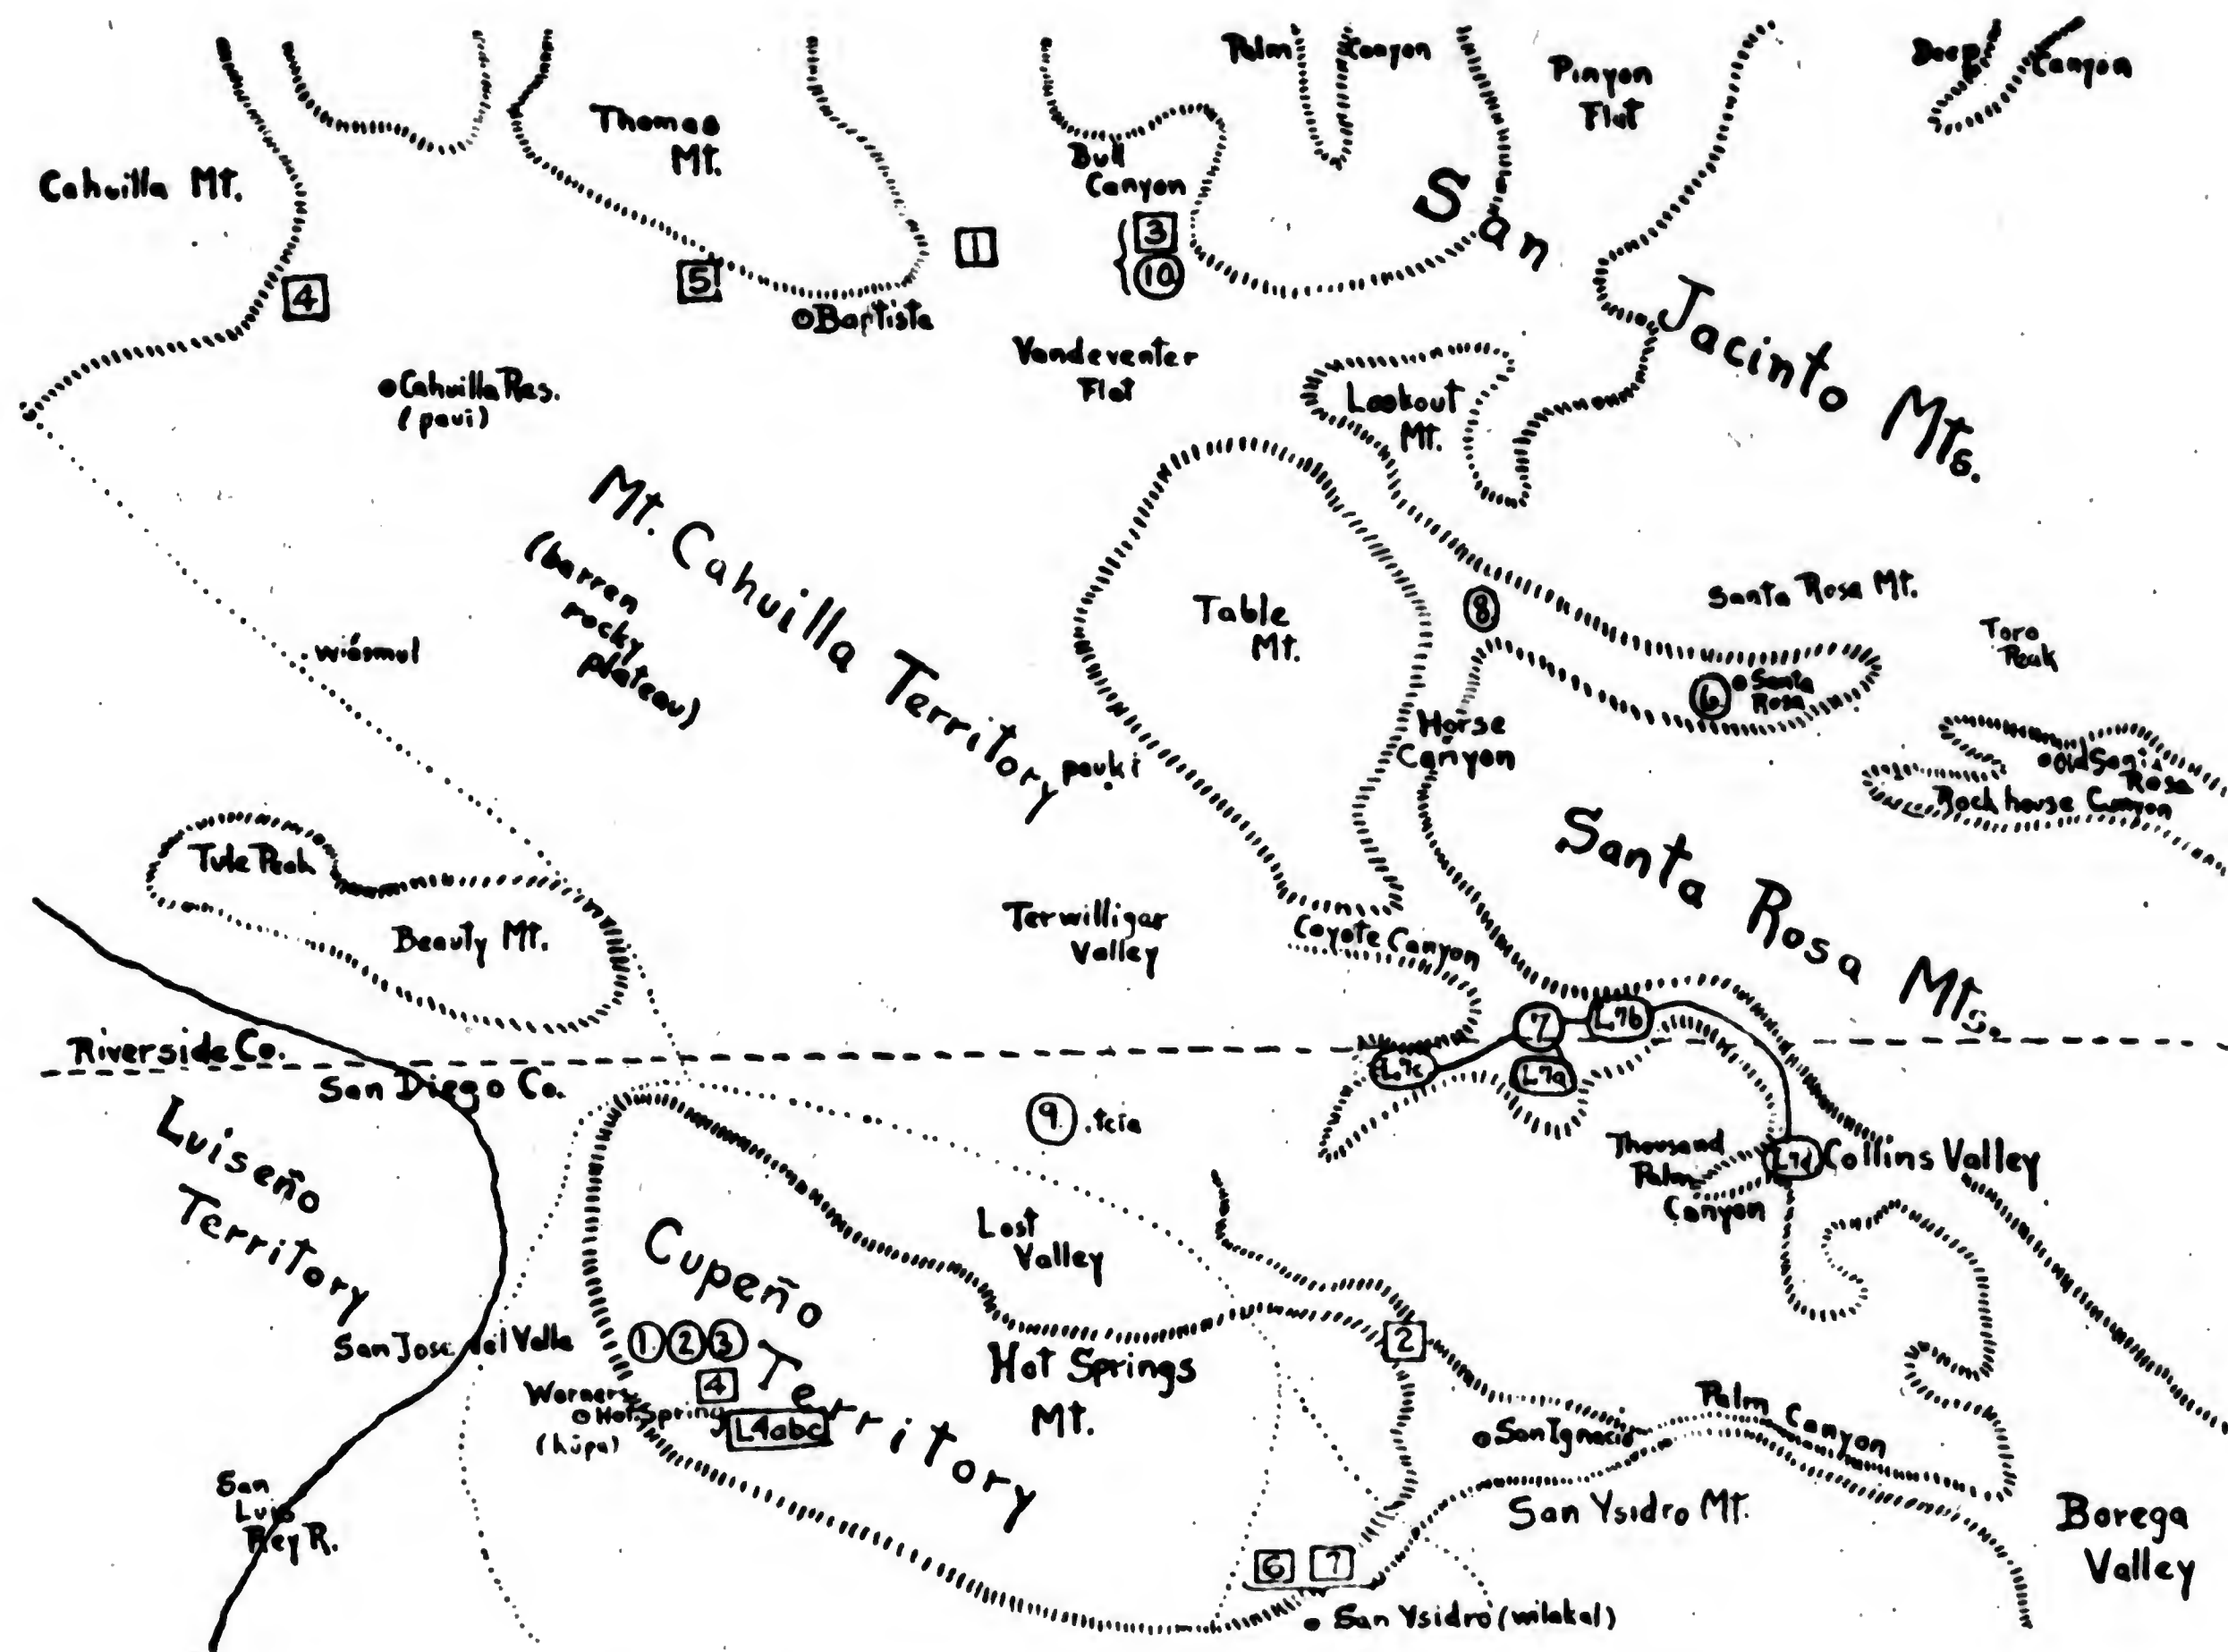 Palm Canyon
Pinyon
Flat
Deep Canyon
Thomas
Mt.
Bull
Canyon
Cahuilla Mt.
San Jacinto Mts.
1
3
10
5
4
Baptista
Vandeventer
Flat
Cahuilla Res.
(paui)
Lookout
Mt.
Mt. Cahuilla Territory
(barren
rocky
plateau)
Table
Mt.
8
Santa Rosa Mt.
Toro
Peak
wiásmul
6
Santa
Rosa
Horse
Canyon
pauki
Old Santa
Rosa
Rockhouse Canyon
Santa Rosa Mts.
Tule Peak
Beauty Mt.
Terwilligar
Valley
Coyote Canyon
7
L7b
L7c
L7a
Riverside Co.
San Diego Co.
9
tcia
Luiseño
Territory
Thousand
Palm
Canyon
L7d
Collins Valley
Lost
Valley
Cupeño
Territory
San Jose del Valle
1 2 3
4
L4abc
Hot Springs
Mt.
2
Warners
Hot Spring
(kúpa)
Palm Canyon
San Ignacio
San
Luis
Rey R.
San Ysidro Mt.
Borega
Valley
6 7
San Ysidro (wilakal)